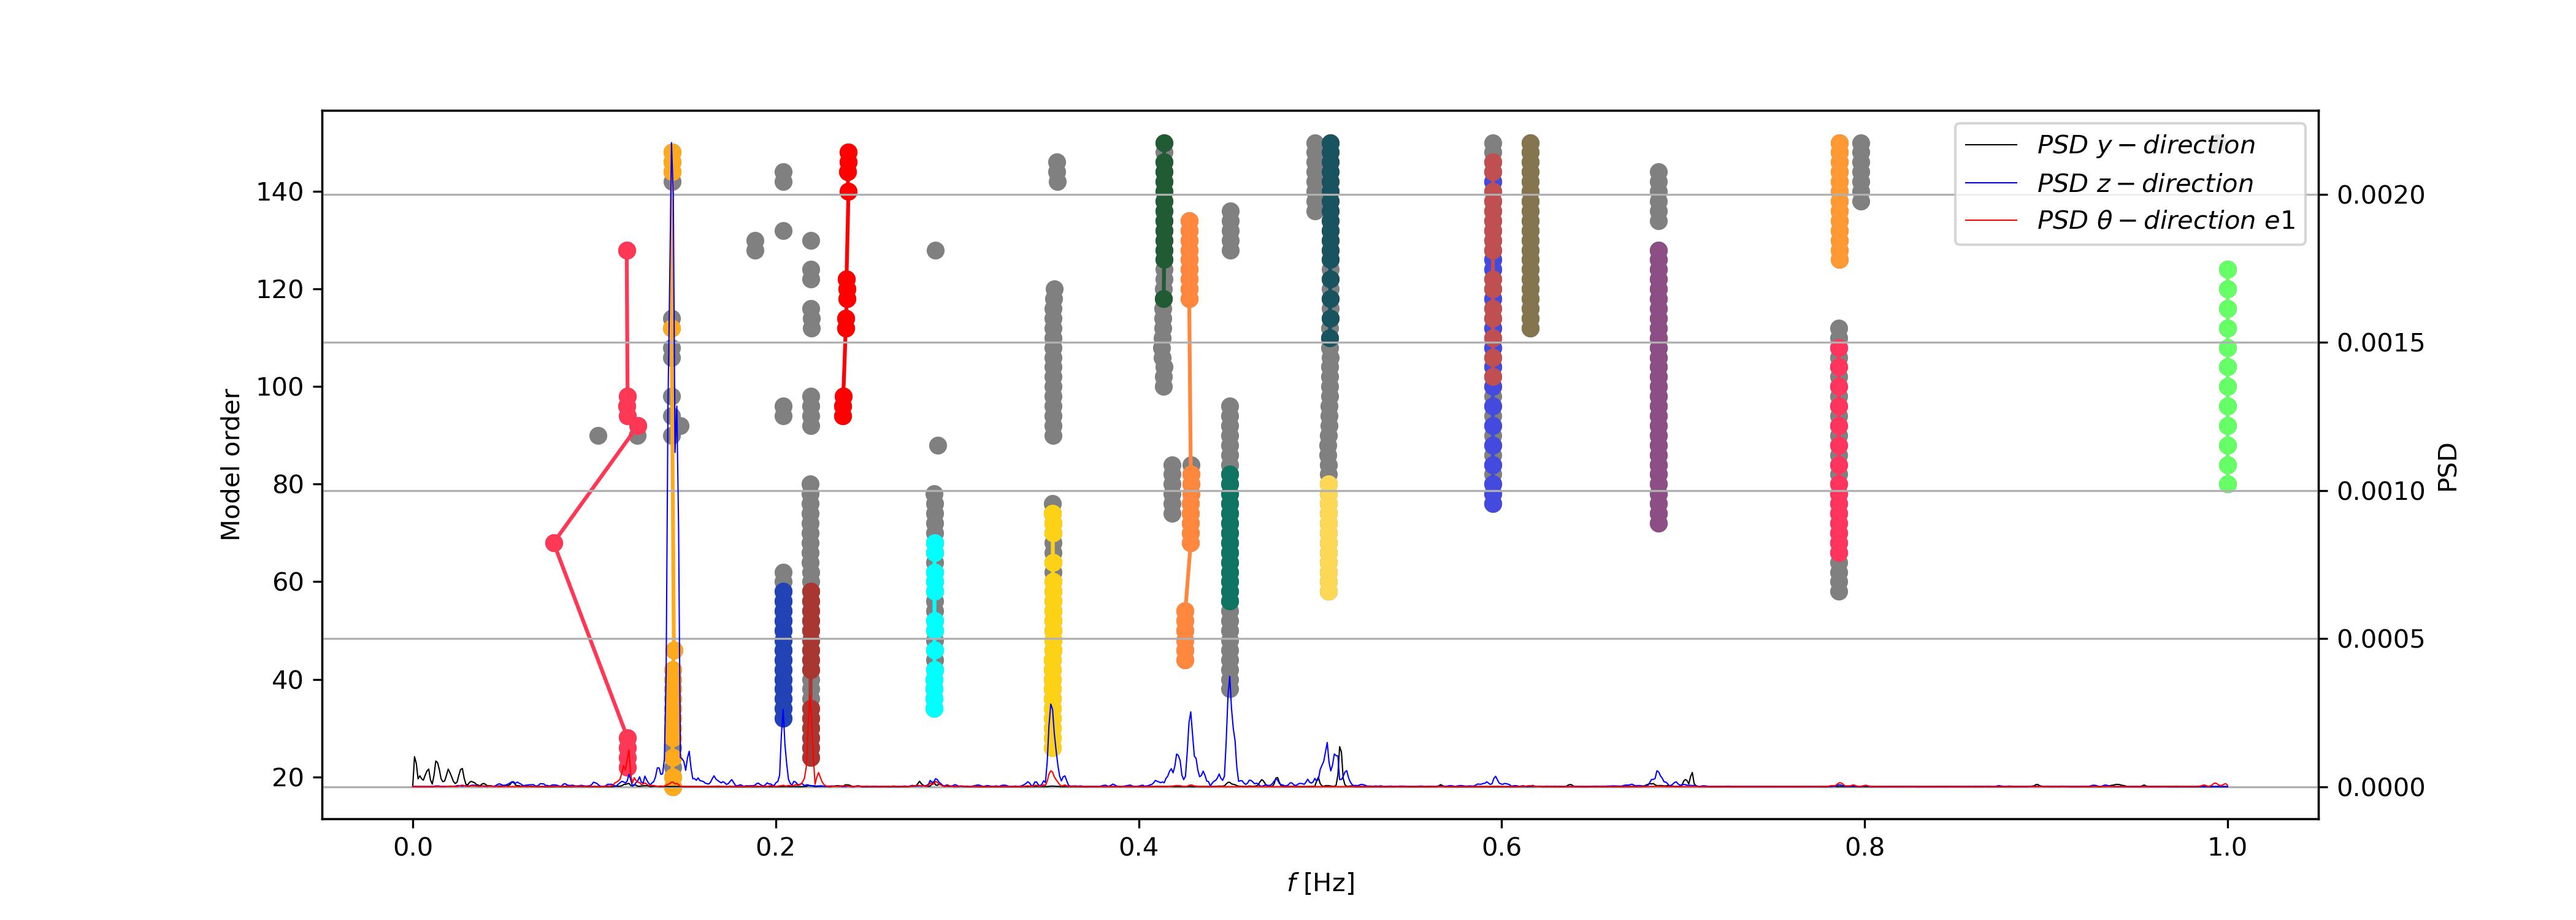 PSD y − direction
PSD z − direction
PSD θ − direction e1
140
120
100
80
60
40
20
Model order
0.0020
0.0015
0.0010
0.0005
0.0000
PSD
0.0 0.2 0.4 0.6 0.8 1.0
f [Hz]